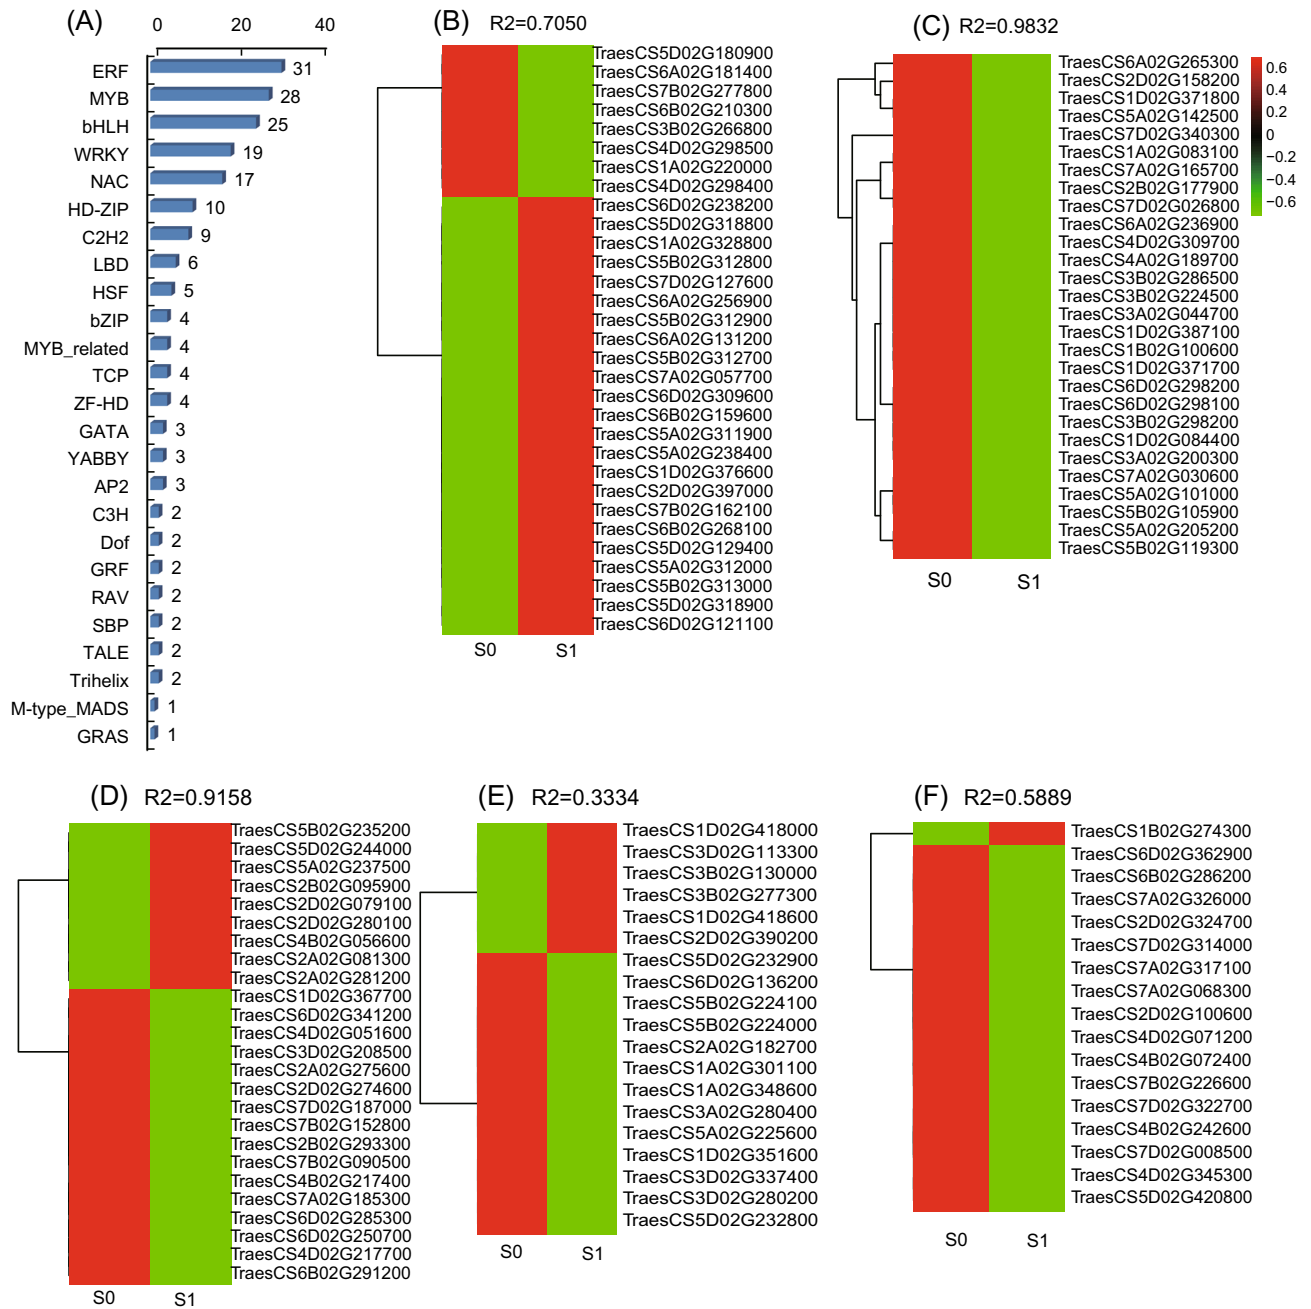 (A)
0 20 40
ERF 31
MYB 28
bHLH 25
WRKY 19
NAC 17
HD-ZIP 10
C2H2 9
LBD 6
HSF 5
bZIP 4
MYB_related 4
TCP 4
ZF-HD 4
GATA 3
YABBY 3
AP2 3
C3H 2
Dof 2
GRF 2
RAV 2
SBP 2
TALE 2
Trihelix 2
M-type_MADS 1
GRAS 1
(B) R2=0.7050
TraesCS5D02G180900
TraesCS6A02G181400
TraesCS7B02G277800
TraesCS6B02G210300
TraesCS3B02G266800
TraesCS4D02G298500
TraesCS1A02G220000
TraesCS4D02G298400
TraesCS6D02G238200
TraesCS5D02G318800
TraesCS1A02G328800
TraesCS5B02G312800
TraesCS7D02G127600
TraesCS6A02G256900
TraesCS5B02G312900
TraesCS6A02G131200
TraesCS5B02G312700
TraesCS7A02G057700
TraesCS6D02G309600
TraesCS6B02G159600
TraesCS5A02G311900
TraesCS5A02G238400
TraesCS1D02G376600
TraesCS2D02G397000
TraesCS7B02G162100
TraesCS6B02G268100
TraesCS5D02G129400
TraesCS5A02G312000
TraesCS5B02G313000
TraesCS5D02G318900
TraesCS6D02G121100
S0 S1
(C) R2=0.9832
TraesCS6A02G265300
TraesCS2D02G158200
TraesCS1D02G371800
TraesCS5A02G142500
TraesCS7D02G340300
TraesCS1A02G083100
TraesCS7A02G165700
TraesCS2B02G177900
TraesCS7D02G026800
TraesCS6A02G236900
TraesCS4D02G309700
TraesCS4A02G189700
TraesCS3B02G286500
TraesCS3B02G224500
TraesCS3A02G044700
TraesCS1D02G387100
TraesCS1B02G100600
TraesCS1D02G371700
TraesCS6D02G298200
TraesCS6D02G298100
TraesCS3B02G298200
TraesCS1D02G084400
TraesCS3A02G200300
TraesCS7A02G030600
TraesCS5A02G101000
TraesCS5B02G105900
TraesCS5A02G205200
TraesCS5B02G119300
S0 S1
0.6
0.4
0.2
0
−0.2
−0.4
−0.6
(D) R2=0.9158
TraesCS5B02G235200
TraesCS5D02G244000
TraesCS5A02G237500
TraesCS2B02G095900
TraesCS2D02G079100
TraesCS2D02G280100
TraesCS4B02G056600
TraesCS2A02G081300
TraesCS2A02G281200
TraesCS1D02G367700
TraesCS6D02G341200
TraesCS4D02G051600
TraesCS3D02G208500
TraesCS2A02G275600
TraesCS2D02G274600
TraesCS7D02G187000
TraesCS7B02G152800
TraesCS2B02G293300
TraesCS7B02G090500
TraesCS4B02G217400
TraesCS7A02G185300
TraesCS6D02G285300
TraesCS6D02G250700
TraesCS4D02G217700
TraesCS6B02G291200
S0 S1
(E) R2=0.3334
TraesCS1D02G418000
TraesCS3D02G113300
TraesCS3B02G130000
TraesCS3B02G277300
TraesCS1D02G418600
TraesCS2D02G390200
TraesCS5D02G232900
TraesCS6D02G136200
TraesCS5B02G224100
TraesCS5B02G224000
TraesCS2A02G182700
TraesCS1A02G301100
TraesCS1A02G348600
TraesCS3A02G280400
TraesCS5A02G225600
TraesCS1D02G351600
TraesCS3D02G337400
TraesCS3D02G280200
TraesCS5D02G232800
S0 S1
(F) R2=0.5889
TraesCS1B02G274300
TraesCS6D02G362900
TraesCS6B02G286200
TraesCS7A02G326000
TraesCS2D02G324700
TraesCS7D02G314000
TraesCS7A02G317100
TraesCS7A02G068300
TraesCS2D02G100600
TraesCS4D02G071200
TraesCS4B02G072400
TraesCS7B02G226600
TraesCS7D02G322700
TraesCS4B02G242600
TraesCS7D02G008500
TraesCS4D02G345300
TraesCS5D02G420800
S0 S1